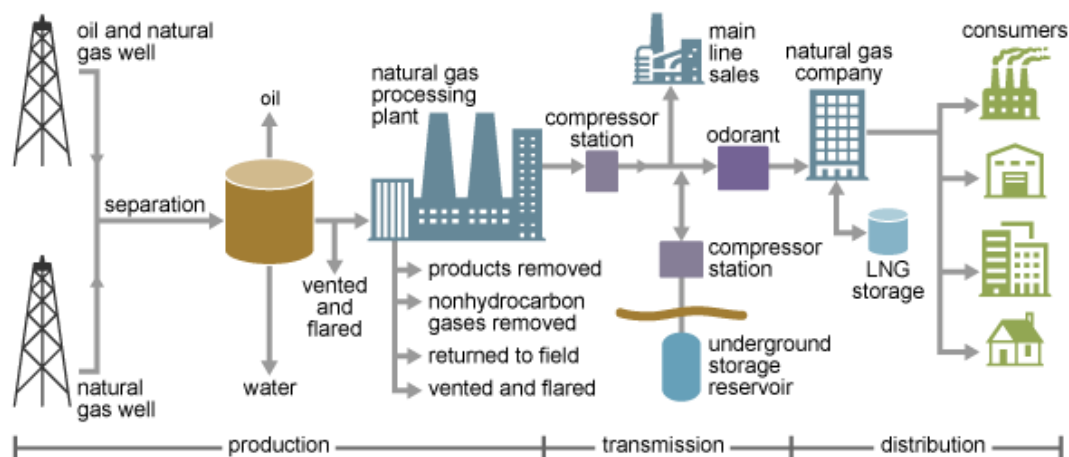 oil and natural
gas well
oil
separation
natural
gas well
water
vented
and
flared
natural gas
processing
plant
products removed
nonhydrocarbon
gases removed
returned to field
vented and flared
compressor
station
main
line
sales
odorant
compressor
station
underground
storage
reservoir
natural gas
company
LNG
storage
consumers
production
transmission
distribution